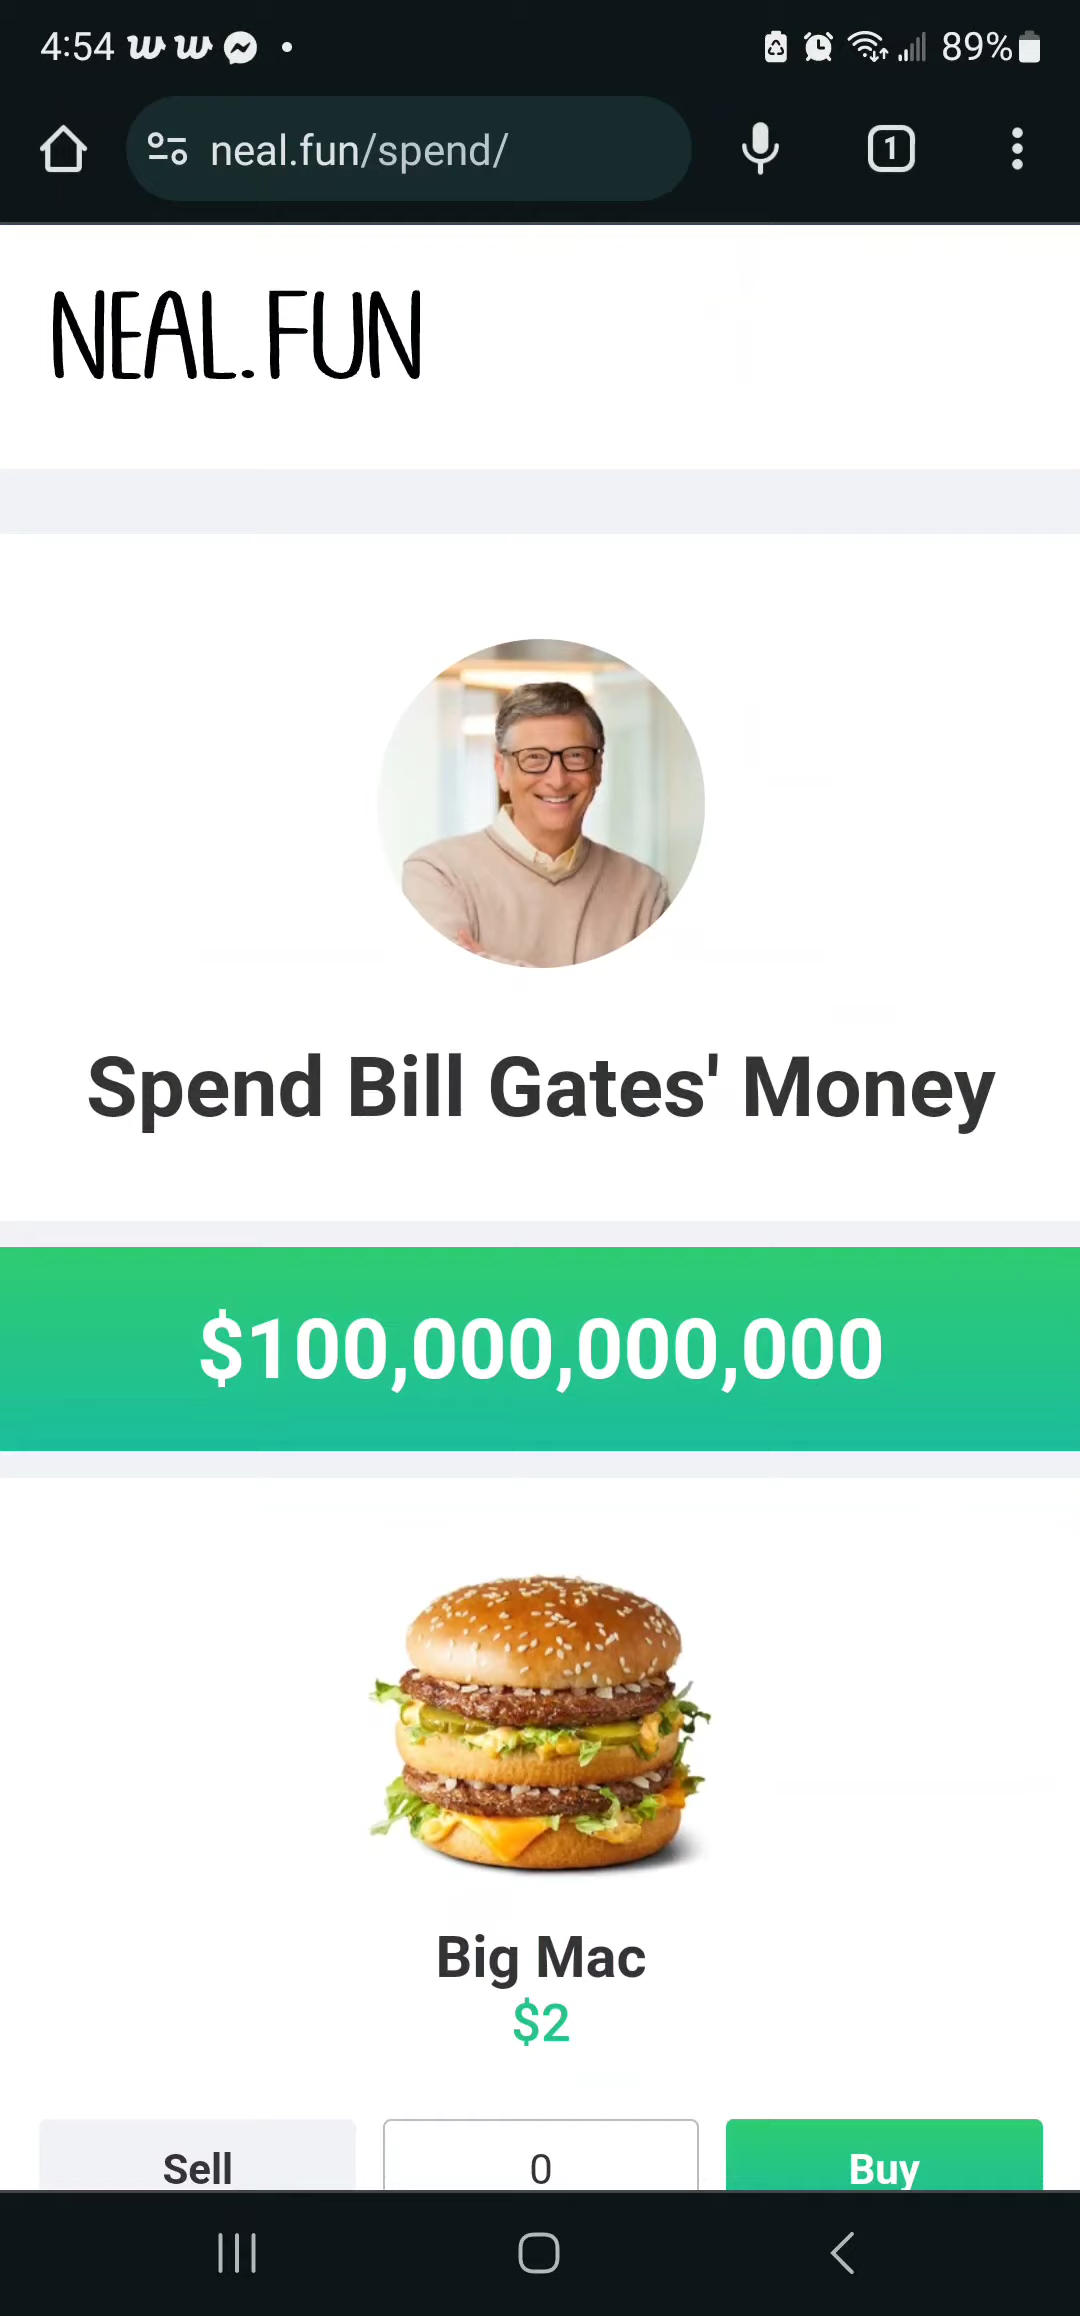 4:54 89%
neal.fun/spend/ 1
NEAL.FUN
Spend Bill Gates' Money
$100,000,000,000
Big Mac
$2
Sell 0 Buy